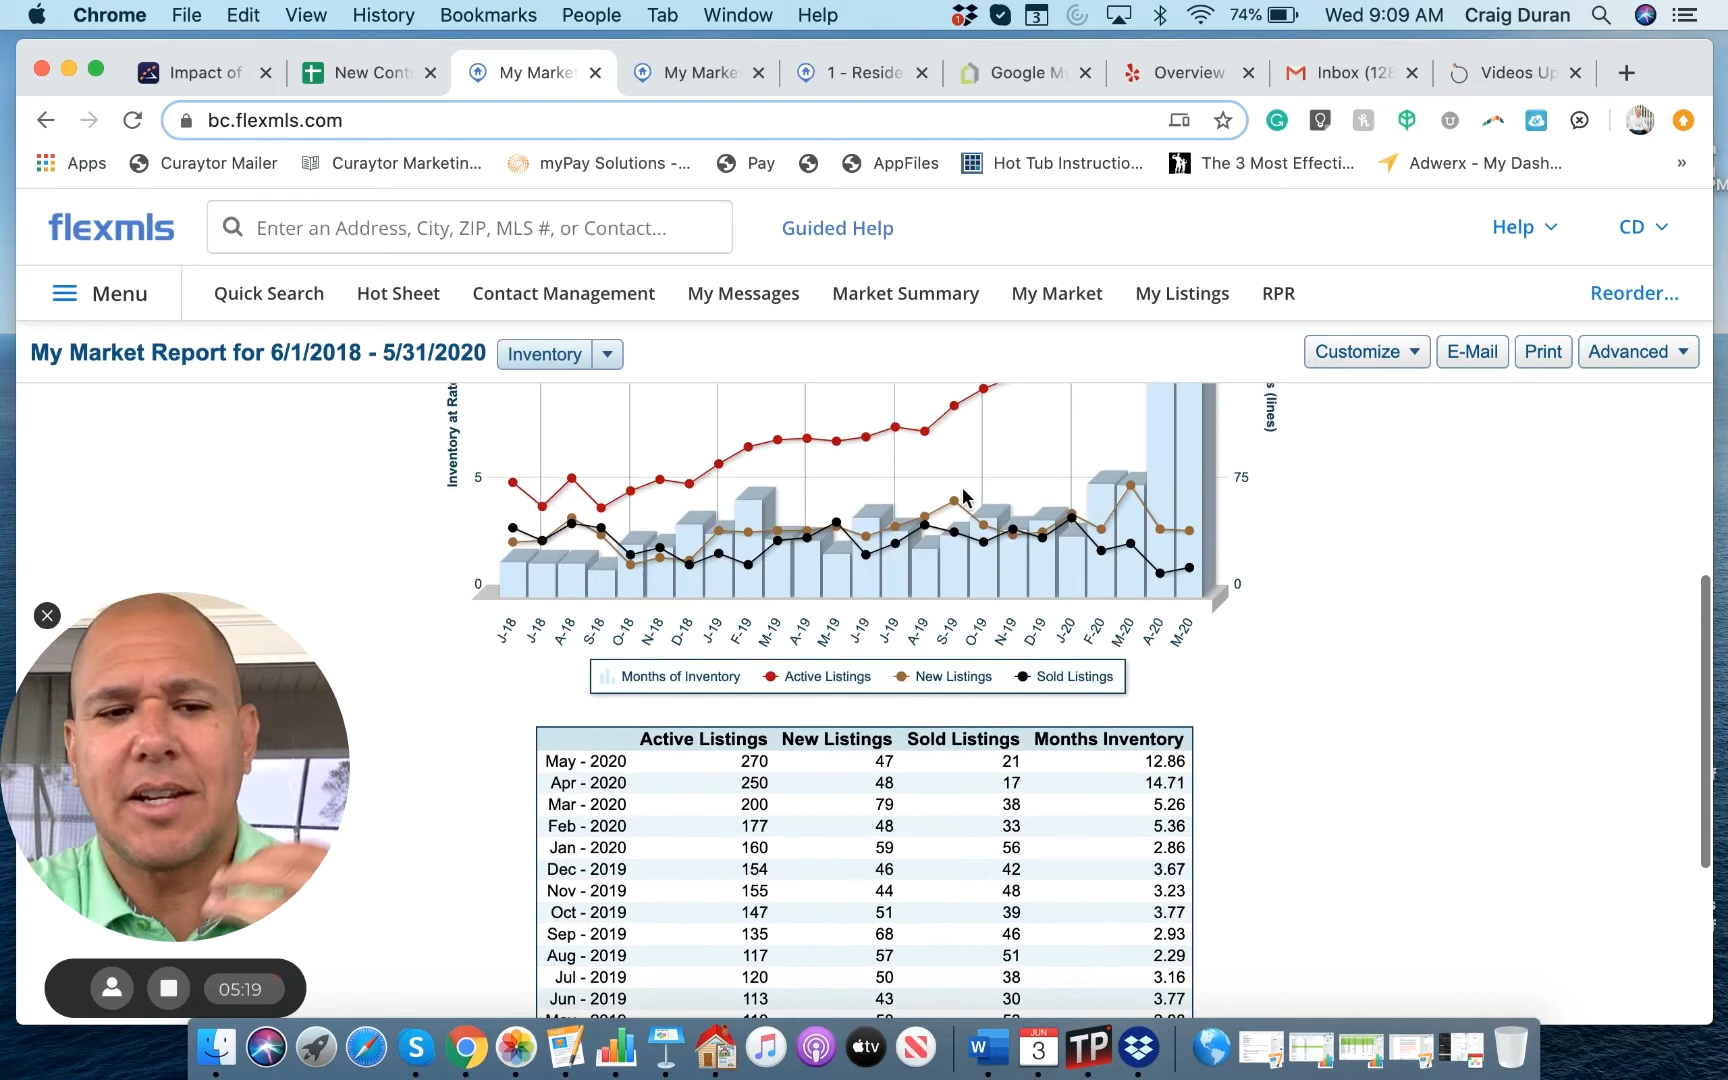 Chrome File Edit View History Bookmarks People Tab Window Help 1 3 74% Wed 9:09 AM Craig Duran
Impact of New Cont My Marke My Marke 1 - Reside Google M Overview Inbox (128 Videos Up
bc.flexmls.com
Apps Curaytor Mailer Curaytor Marketin... myPay Solutions -... Pay AppFiles Hot Tub Instructio... The 3 Most Effecti... Adwerx - My Dash... »
flexmls Enter an Address, City, ZIP, MLS #, or Contact... Guided Help Help CD
Menu Quick Search Hot Sheet Contact Management My Messages Market Summary My Market My Listings RPR Reorder...
My Market Report for 6/1/2018 - 5/31/2020 Inventory Customize E-Mail Print Advanced
Inventory at Rat
s (lines)
5 75
0 0
J-18 J-18 A-18 S-18 O-18 N-18 D-18 J-19 F-19 M-19 A-19 M-19 J-19 J-19 A-19 S-19 O-19 N-19 D-19 J-20 F-20 M-20 A-20 M-20
Months of Inventory Active Listings New Listings Sold Listings
Active Listings New Listings Sold Listings Months Inventory
May - 2020 270 47 21 12.86
Apr - 2020 250 48 17 14.71
Mar - 2020 200 79 38 5.26
Feb - 2020 177 48 33 5.36
Jan - 2020 160 59 56 2.86
Dec - 2019 154 46 42 3.67
Nov - 2019 155 44 48 3.23
Oct - 2019 147 51 39 3.77
Sep - 2019 135 68 46 2.93
Aug - 2019 117 57 51 2.29
Jul - 2019 120 50 38 3.16
Jun - 2019 113 43 30 3.77
05:19
S tv W JUN 3 TP